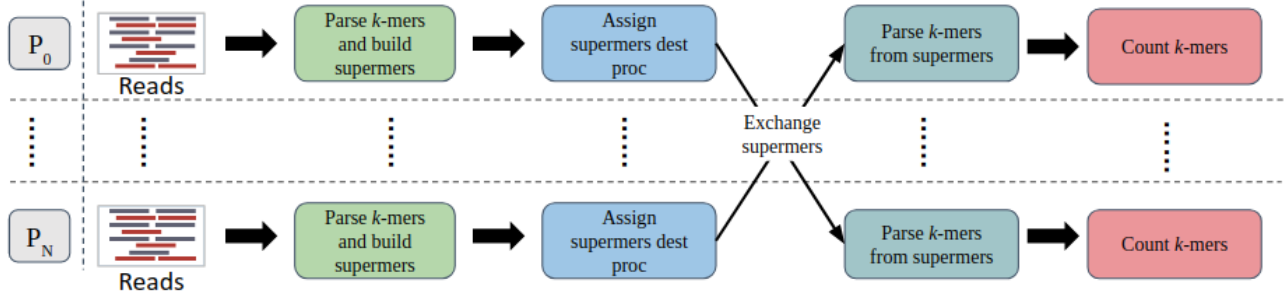 P0
Reads
Parse k-mers
and build
supermers
Assign
supermers dest
proc
Exchange
supermers
Parse k-mers
from supermers
Count k-mers
PN
Reads
Parse k-mers
and build
supermers
Assign
supermers dest
proc
Parse k-mers
from supermers
Count k-mers